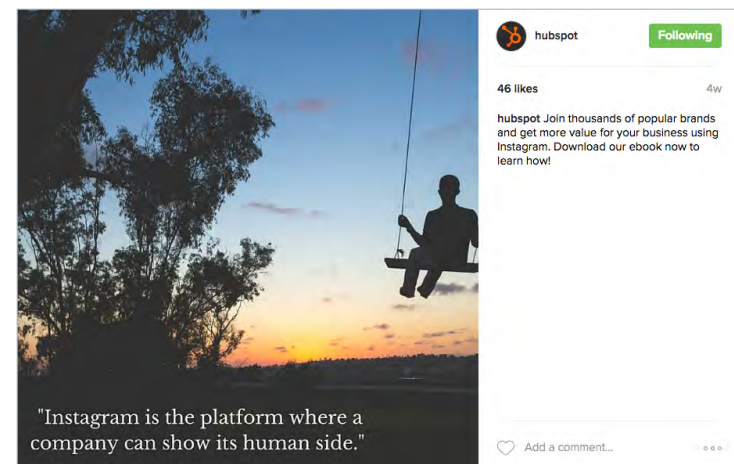 hubspot
Following
46 likes
4w
hubspot Join thousands of popular brands
and get more value for your business using
Instagram. Download our ebook now to
learn how!
"Instagram is the platform where a
company can show its human side."
Add a comment...